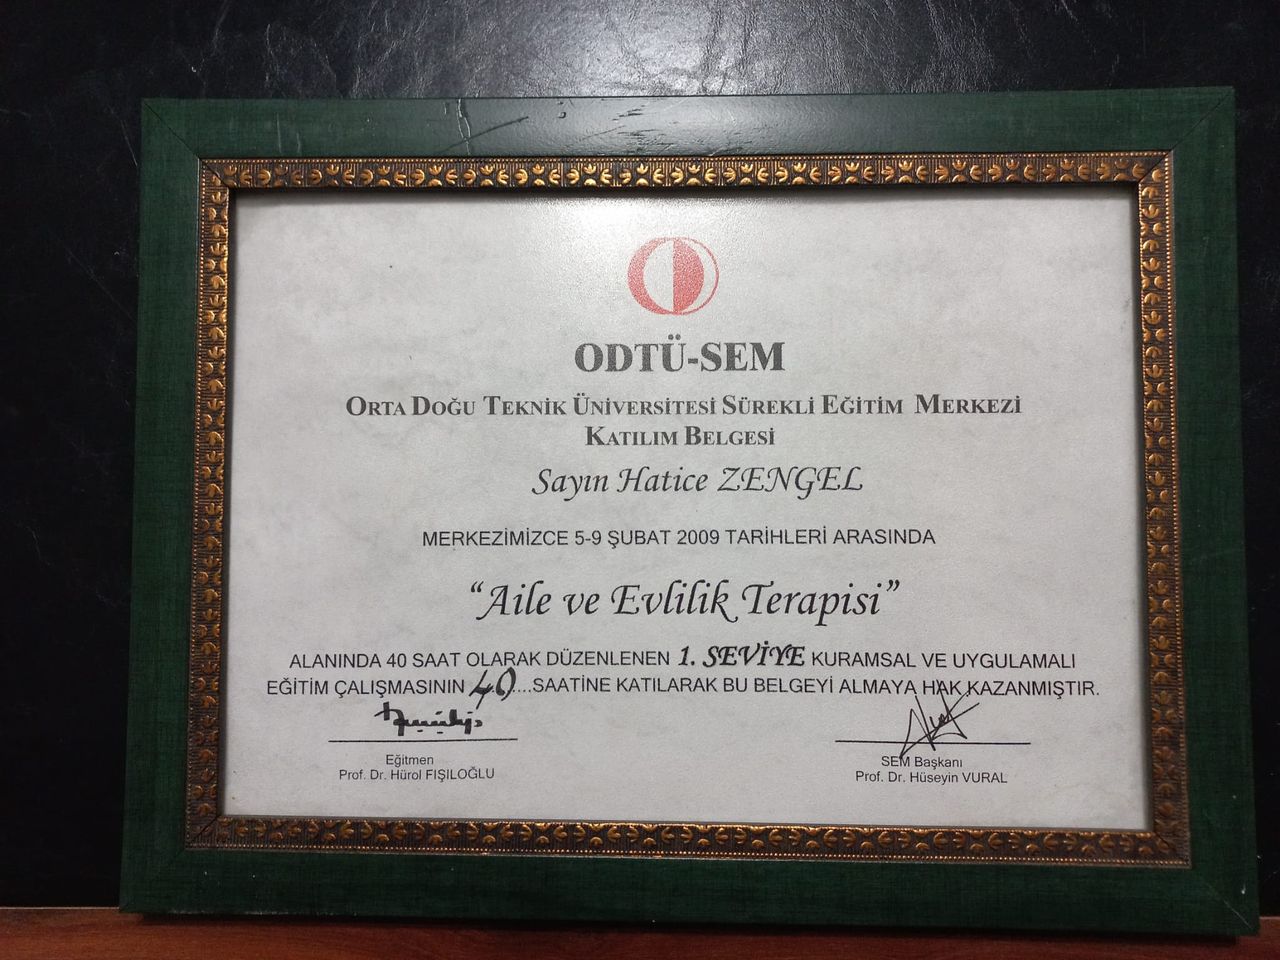 ODTÜ-SEM
ORTA DOĞU TEKNİK ÜNİVERSİTESİ SÜREKLİ EĞİTİM MERKEZİ
KATILIM BELGESİ
Sayın Hatice ZENGEL
MERKEZİMİZCE 5-9 ŞUBAT 2009 TARİHLERİ ARASINDA
“Aile ve Evlilik Terapisi”
ALANINDA 40 SAAT OLARAK DÜZENLENEN 1. SEVİYE KURAMSAL VE UYGULAMALI
EĞİTİM ÇALIŞMASININ 40....SAATİNE KATILARAK BU BELGEYİ ALMAYA HAK KAZANMIŞTIR.
Eğitmen
Prof. Dr. Hürol FIŞILOĞLU
SEM Başkanı
Prof. Dr. Hüseyin VURAL